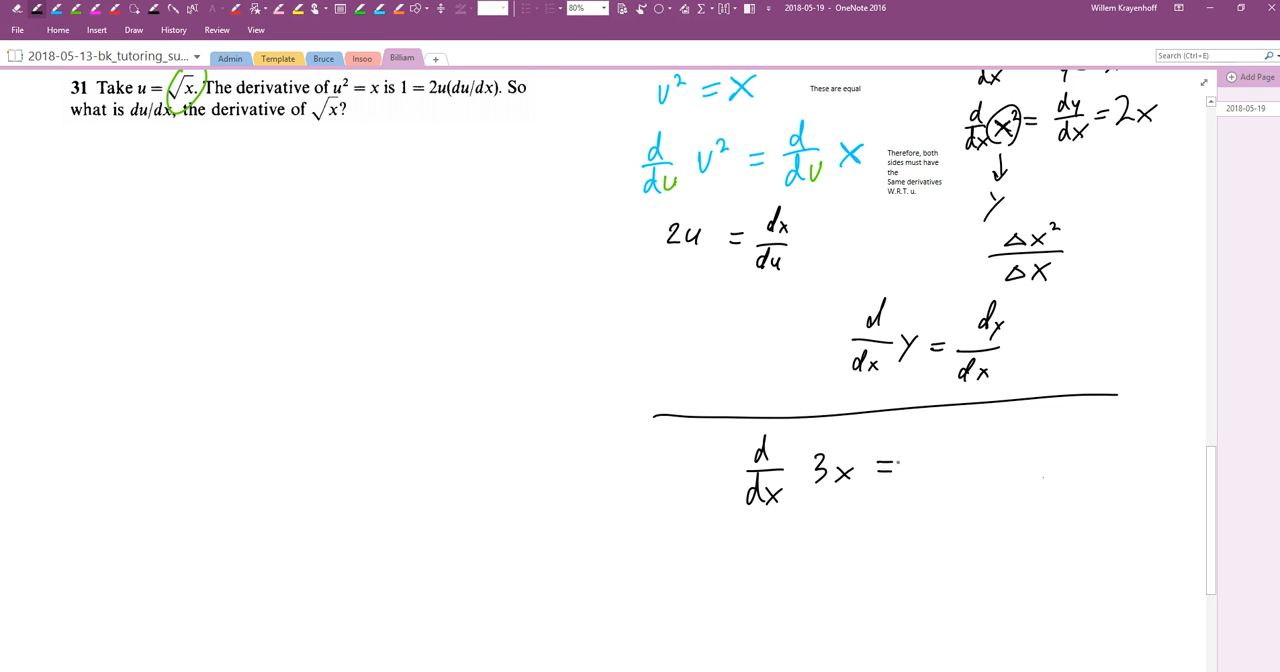 2018-05-19 - OneNote 2016
Willem Krayenhoff
80%
File Home Insert Draw History Review View
2018-05-13-bk_tutoring_su... Admin Template Bruce Insoo Billiam +
Search (Ctrl+E)
Add Page
2018-05-19
31 Take u = √x. The derivative of u² = x is 1 = 2u(du/dx). So
what is du/dx, the derivative of √x?
u² = x
These are equal
d/du u² = d/du x
Therefore, both
sides must have
the
Same derivatives
W.R.T. u.
2u = dx/du
dx
d/dx x² = dy/dx = 2x
↓
y
Δx²/Δx
d/dx y = dy/dx
d/dx 3x =